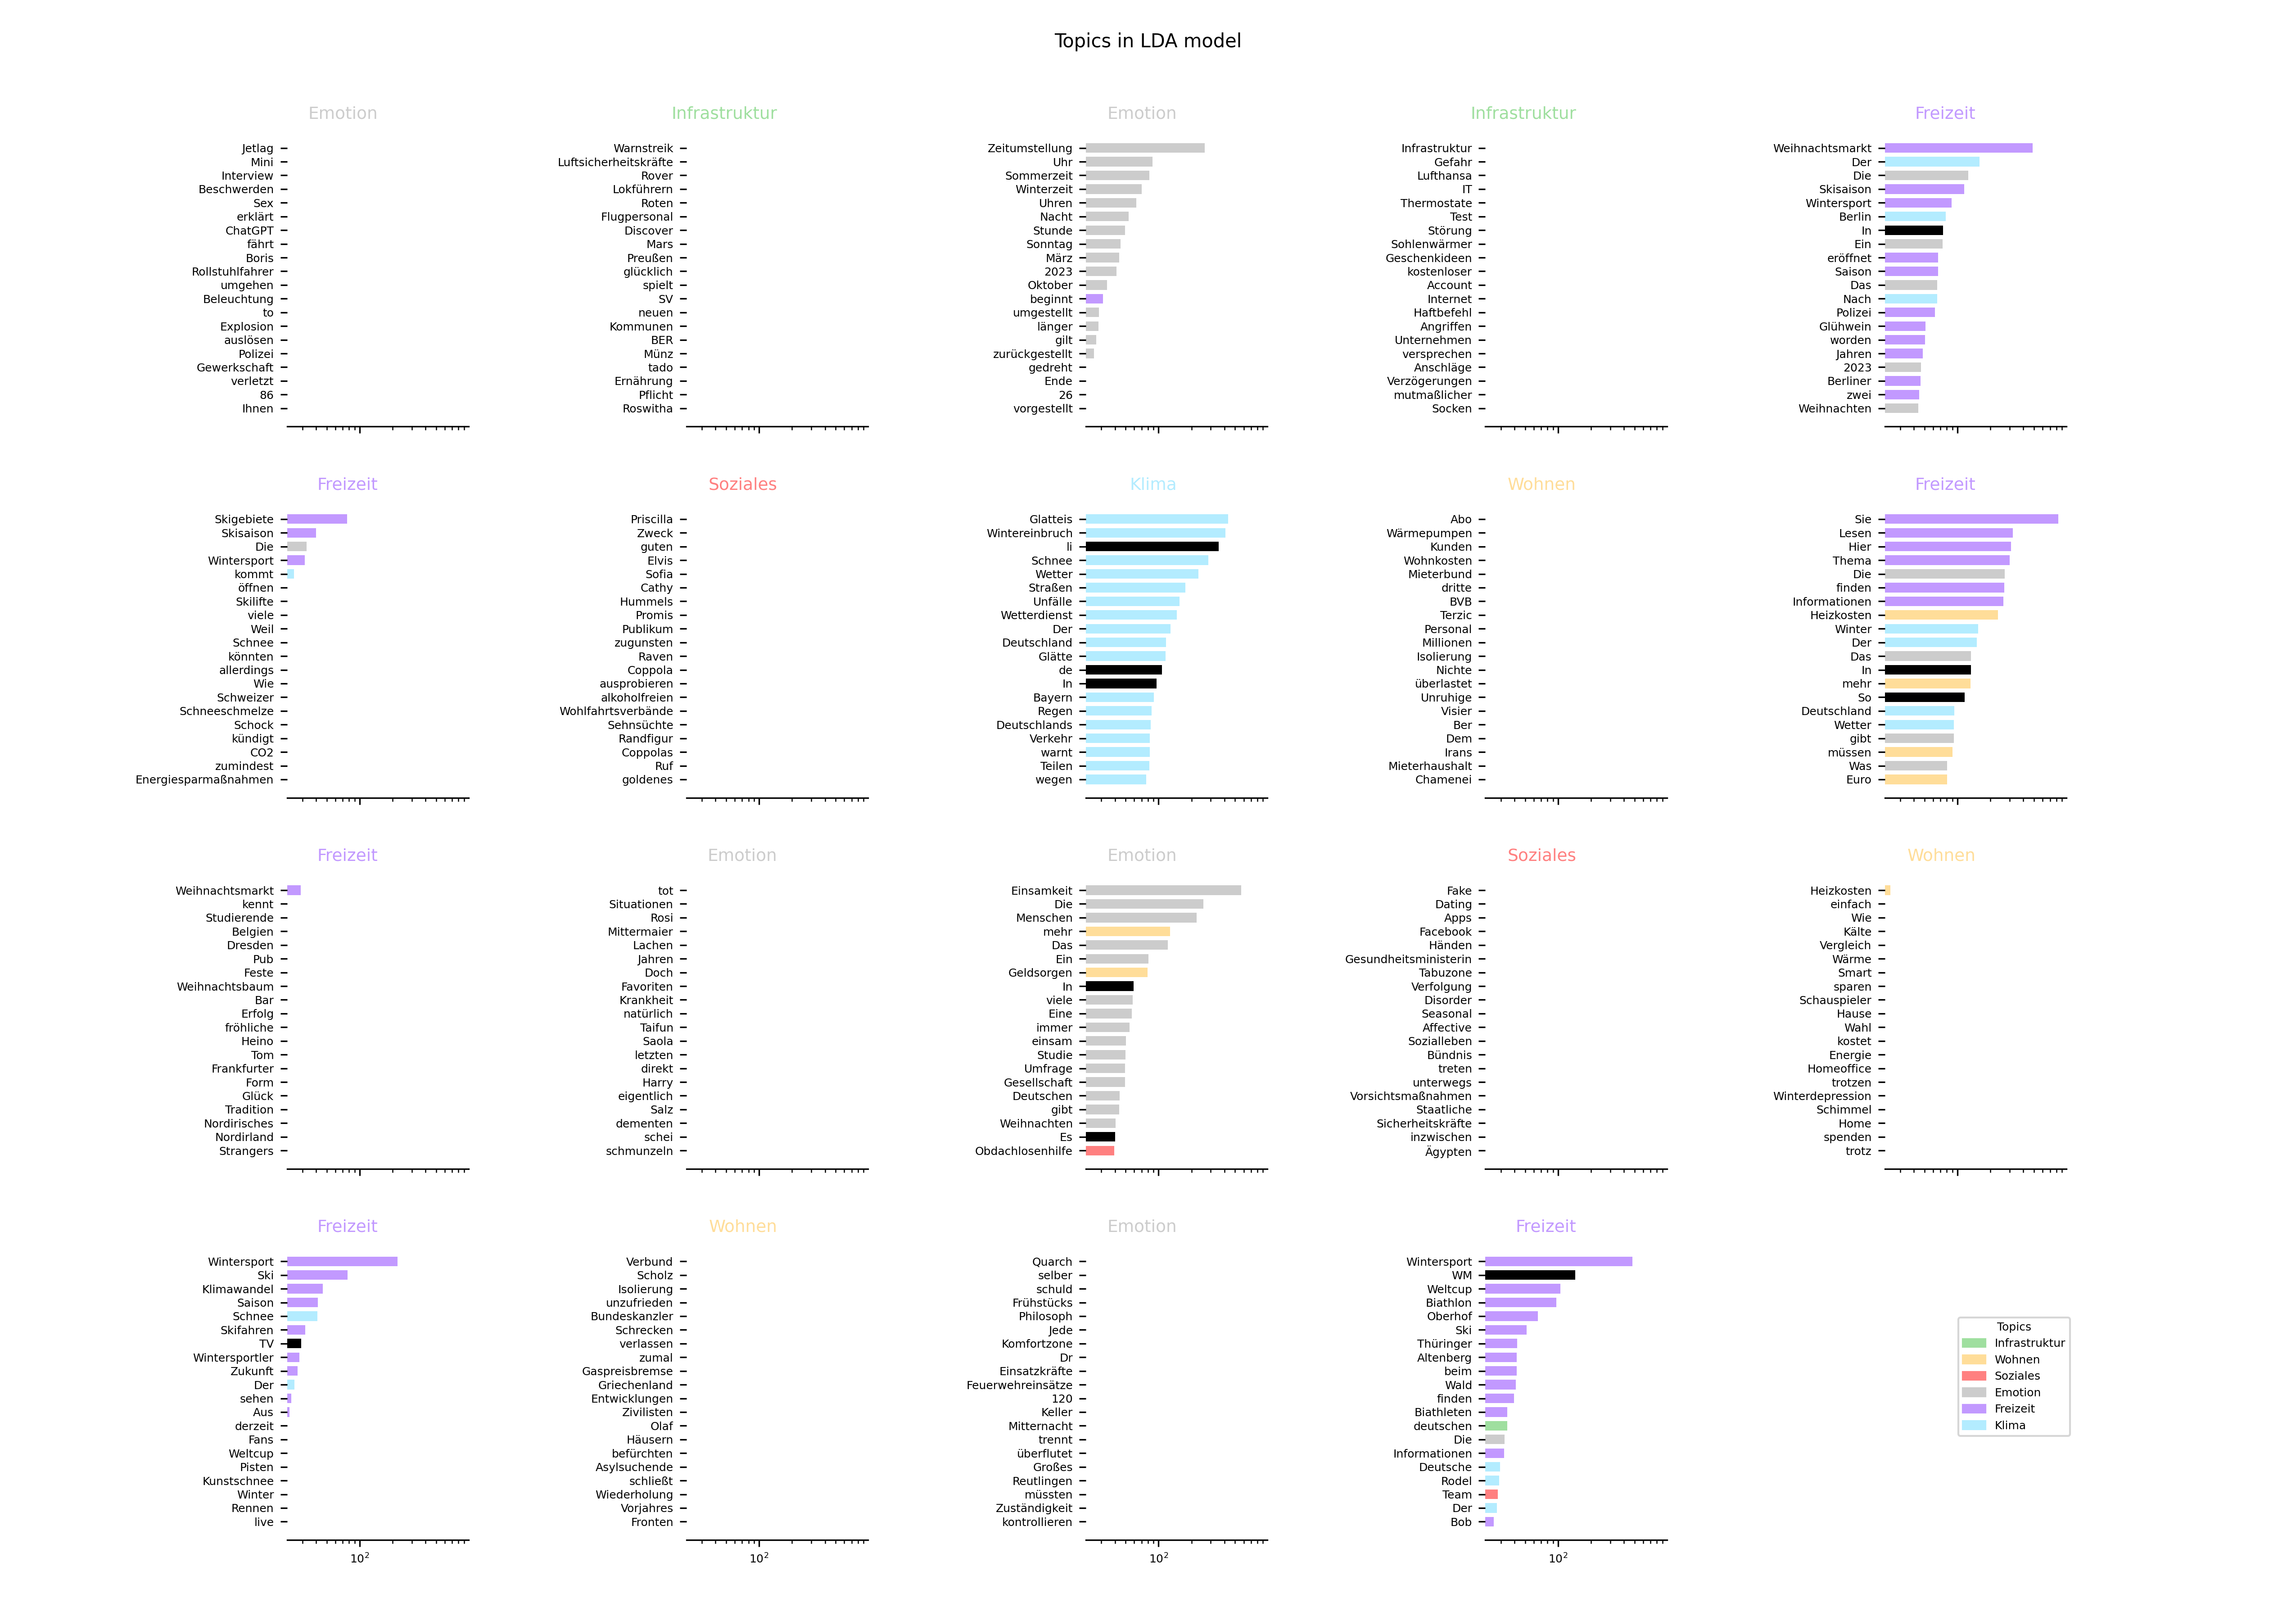 Topics in LDA model
Emotion
Jetlag
Mini
Interview
Beschwerden
Sex
erklärt
ChatGPT
fährt
Boris
Rollstuhlfahrer
umgehen
Beleuchtung
to
Explosion
auslösen
Polizei
Gewerkschaft
verletzt
86
Ihnen
Infrastruktur
Warnstreik
Luftsicherheitskräfte
Rover
Lokführern
Roten
Flugpersonal
Discover
Mars
Preußen
glücklich
spielt
SV
neuen
Kommunen
BER
Münz
tado
Ernährung
Pflicht
Roswitha
Emotion
Zeitumstellung
Uhr
Sommerzeit
Winterzeit
Uhren
Nacht
Stunde
Sonntag
März
2023
Oktober
beginnt
umgestellt
länger
gilt
zurückgestellt
gedreht
Ende
26
vorgestellt
Infrastruktur
Infrastruktur
Gefahr
Lufthansa
IT
Thermostate
Test
Störung
Sohlenwärmer
Geschenkideen
kostenloser
Account
Internet
Haftbefehl
Angriffen
Unternehmen
versprechen
Anschläge
Verzögerungen
mutmaßlicher
Socken
Freizeit
Weihnachtsmarkt
Der
Die
Skisaison
Wintersport
Berlin
In
Ein
eröffnet
Saison
Das
Nach
Polizei
Glühwein
worden
Jahren
2023
Berliner
zwei
Weihnachten
Freizeit
Skigebiete
Skisaison
Die
Wintersport
kommt
öffnen
Skilifte
viele
Weil
Schnee
könnten
allerdings
Wie
Schweizer
Schneeschmelze
Schock
kündigt
CO2
zumindest
Energiesparmaßnahmen
Soziales
Priscilla
Zweck
guten
Elvis
Sofia
Cathy
Hummels
Promis
Publikum
zugunsten
Raven
Coppola
ausprobieren
alkoholfreien
Wohlfahrtsverbände
Sehnsüchte
Randfigur
Coppolas
Ruf
goldenes
Klima
Glatteis
Wintereinbruch
li
Schnee
Wetter
Straßen
Unfälle
Wetterdienst
Der
Deutschland
Glätte
de
In
Bayern
Regen
Deutschlands
Verkehr
warnt
Teilen
wegen
Wohnen
Abo
Wärmepumpen
Kunden
Wohnkosten
Mieterbund
dritte
BVB
Terzic
Personal
Millionen
Isolierung
Nichte
überlastet
Unruhige
Visier
Ber
Dem
Irans
Mieterhaushalt
Chamenei
Freizeit
Sie
Lesen
Hier
Thema
Die
finden
Informationen
Heizkosten
Winter
Der
Das
In
mehr
So
Deutschland
Wetter
gibt
müssen
Was
Euro
Freizeit
Weihnachtsmarkt
kennt
Studierende
Belgien
Dresden
Pub
Feste
Weihnachtsbaum
Bar
Erfolg
fröhliche
Heino
Tom
Frankfurter
Form
Glück
Tradition
Nordirisches
Nordirland
Strangers
Emotion
tot
Situationen
Rosi
Mittermaier
Lachen
Jahren
Doch
Favoriten
Krankheit
natürlich
Taifun
Saola
letzten
direkt
Harry
eigentlich
Salz
dementen
schei
schmunzeln
Emotion
Einsamkeit
Die
Menschen
mehr
Das
Ein
Geldsorgen
In
viele
Eine
immer
einsam
Studie
Umfrage
Gesellschaft
Deutschen
gibt
Weihnachten
Es
Obdachlosenhilfe
Soziales
Fake
Dating
Apps
Facebook
Händen
Gesundheitsministerin
Tabuzone
Verfolgung
Disorder
Seasonal
Affective
Sozialleben
Bündnis
treten
unterwegs
Vorsichtsmaßnahmen
Staatliche
Sicherheitskräfte
inzwischen
Ägypten
Wohnen
Heizkosten
einfach
Wie
Kälte
Vergleich
Wärme
Smart
sparen
Schauspieler
Hause
Wahl
kostet
Energie
Homeoffice
trotzen
Winterdepression
Schimmel
Home
spenden
trotz
Freizeit
Wintersport
Ski
Klimawandel
Saison
Schnee
Skifahren
TV
Wintersportler
Zukunft
Der
sehen
Aus
derzeit
Fans
Weltcup
Pisten
Kunstschnee
Winter
Rennen
live
10²
Wohnen
Verbund
Scholz
Isolierung
unzufrieden
Bundeskanzler
Schrecken
verlassen
zumal
Gaspreisbremse
Griechenland
Entwicklungen
Zivilisten
Olaf
Häusern
befürchten
Asylsuchende
schließt
Wiederholung
Vorjahres
Fronten
10²
Emotion
Quarch
selber
schuld
Frühstücks
Philosoph
Jede
Komfortzone
Dr
Einsatzkräfte
Feuerwehreinsätze
120
Keller
Mitternacht
trennt
überflutet
Großes
Reutlingen
müssten
Zuständigkeit
kontrollieren
10²
Freizeit
Wintersport
WM
Weltcup
Biathlon
Oberhof
Ski
Thüringer
Altenberg
beim
Wald
finden
Biathleten
deutschen
Die
Informationen
Deutsche
Rodel
Team
Der
Bob
10²
Topics
Infrastruktur
Wohnen
Soziales
Emotion
Freizeit
Klima